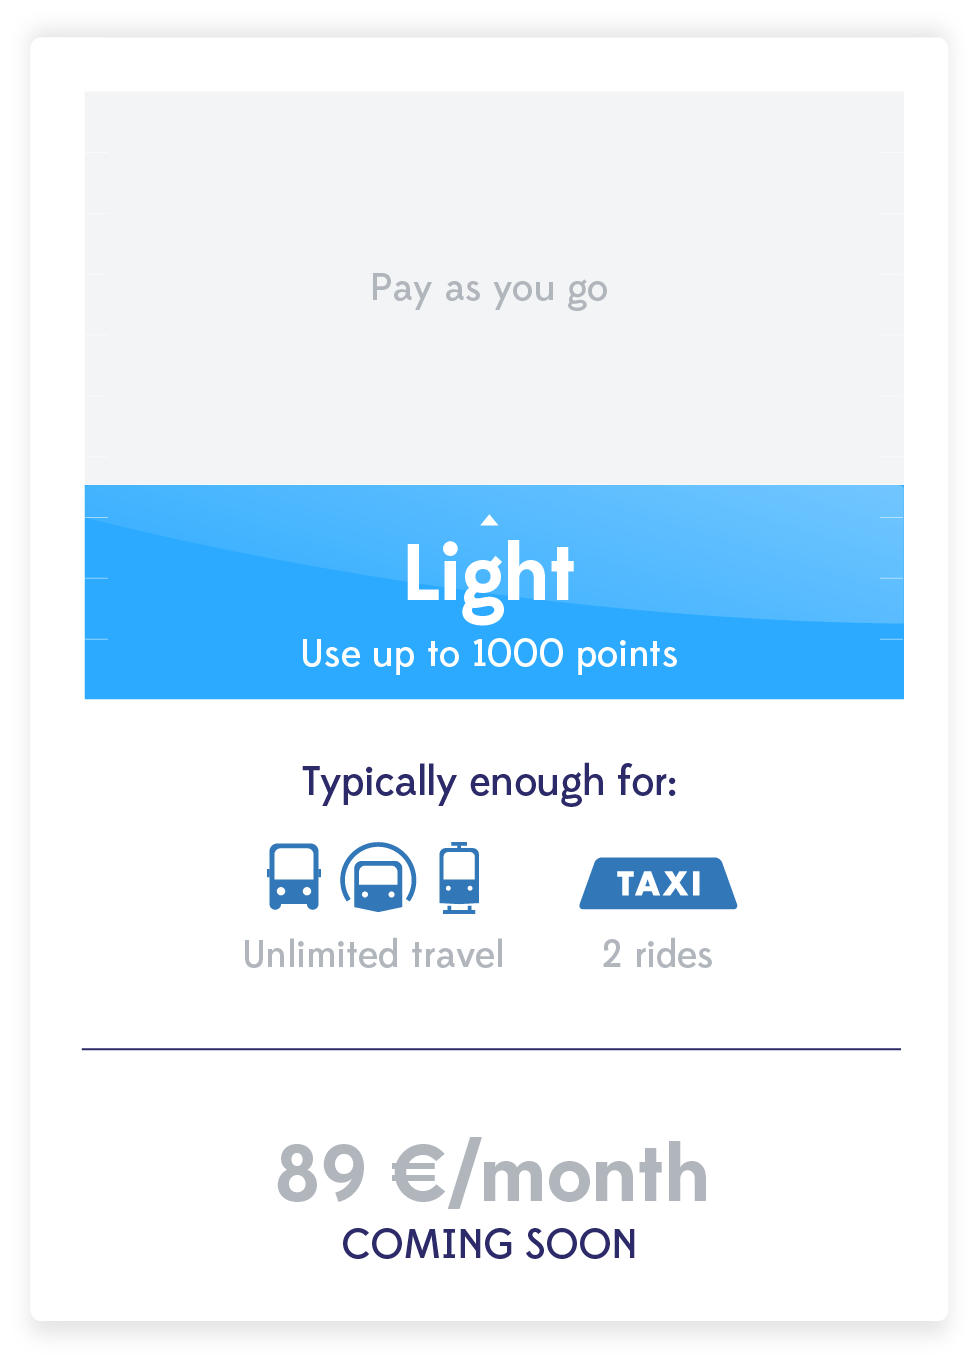 Pay as you go
Light
Use up to 1000 points
Typically enough for:
TAXI
Unlimited travel
2 rides
89 €/month
COMING SOON